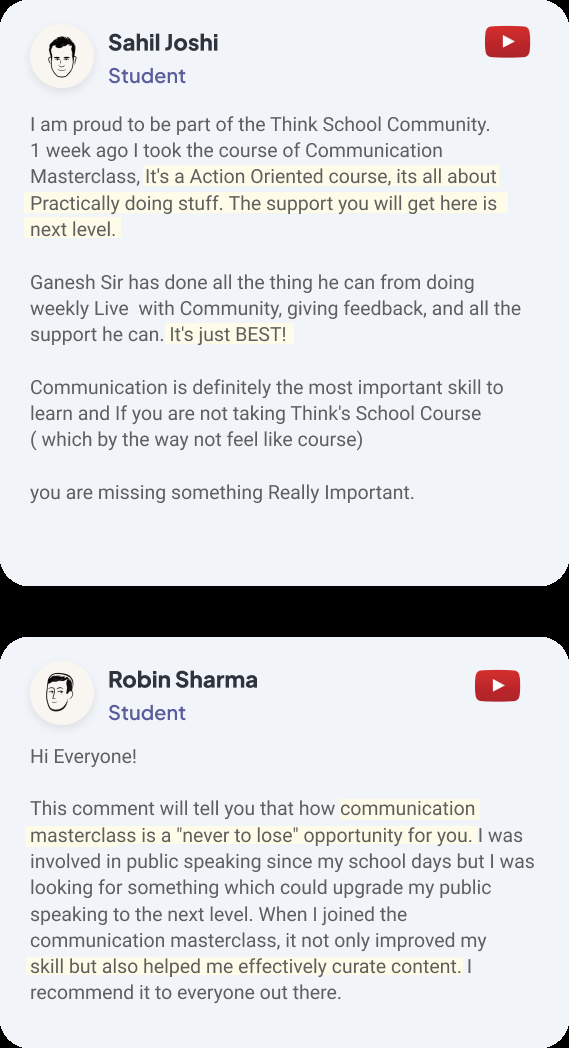 Sahil Joshi
Student
I am proud to be part of the Think School Community.
1 week ago I took the course of Communication
Masterclass, It's a Action Oriented course, its all about
Practically doing stuff. The support you will get here is
next level.
Ganesh Sir has done all the thing he can from doing
weekly Live  with Community, giving feedback, and all the
support he can. It's just BEST!
Communication is definitely the most important skill to
learn and If you are not taking Think's School Course
( which by the way not feel like course)
you are missing something Really Important.
Robin Sharma
Student
Hi Everyone!
This comment will tell you that how communication
masterclass is a "never to lose" opportunity for you. I was
involved in public speaking since my school days but I was
looking for something which could upgrade my public
speaking to the next level. When I joined the
communication masterclass, it not only improved my
skill but also helped me effectively curate content. I
recommend it to everyone out there.